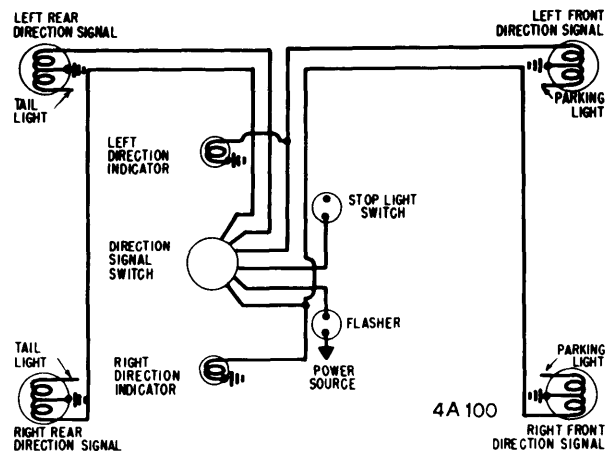 LEFT REAR
DIRECTION SIGNAL
LEFT FRONT
DIRECTION SIGNAL
TAIL
LIGHT
PARKING
LIGHT
LEFT
DIRECTION
INDICATOR
STOP LIGHT
SWITCH
DIRECTION
SIGNAL
SWITCH
FLASHER
TAIL
LIGHT
RIGHT
DIRECTION
INDICATOR
POWER
SOURCE
PARKING
LIGHT
4A100
RIGHT REAR
DIRECTION SIGNAL
RIGHT FRONT
DIRECTION SIGNAL